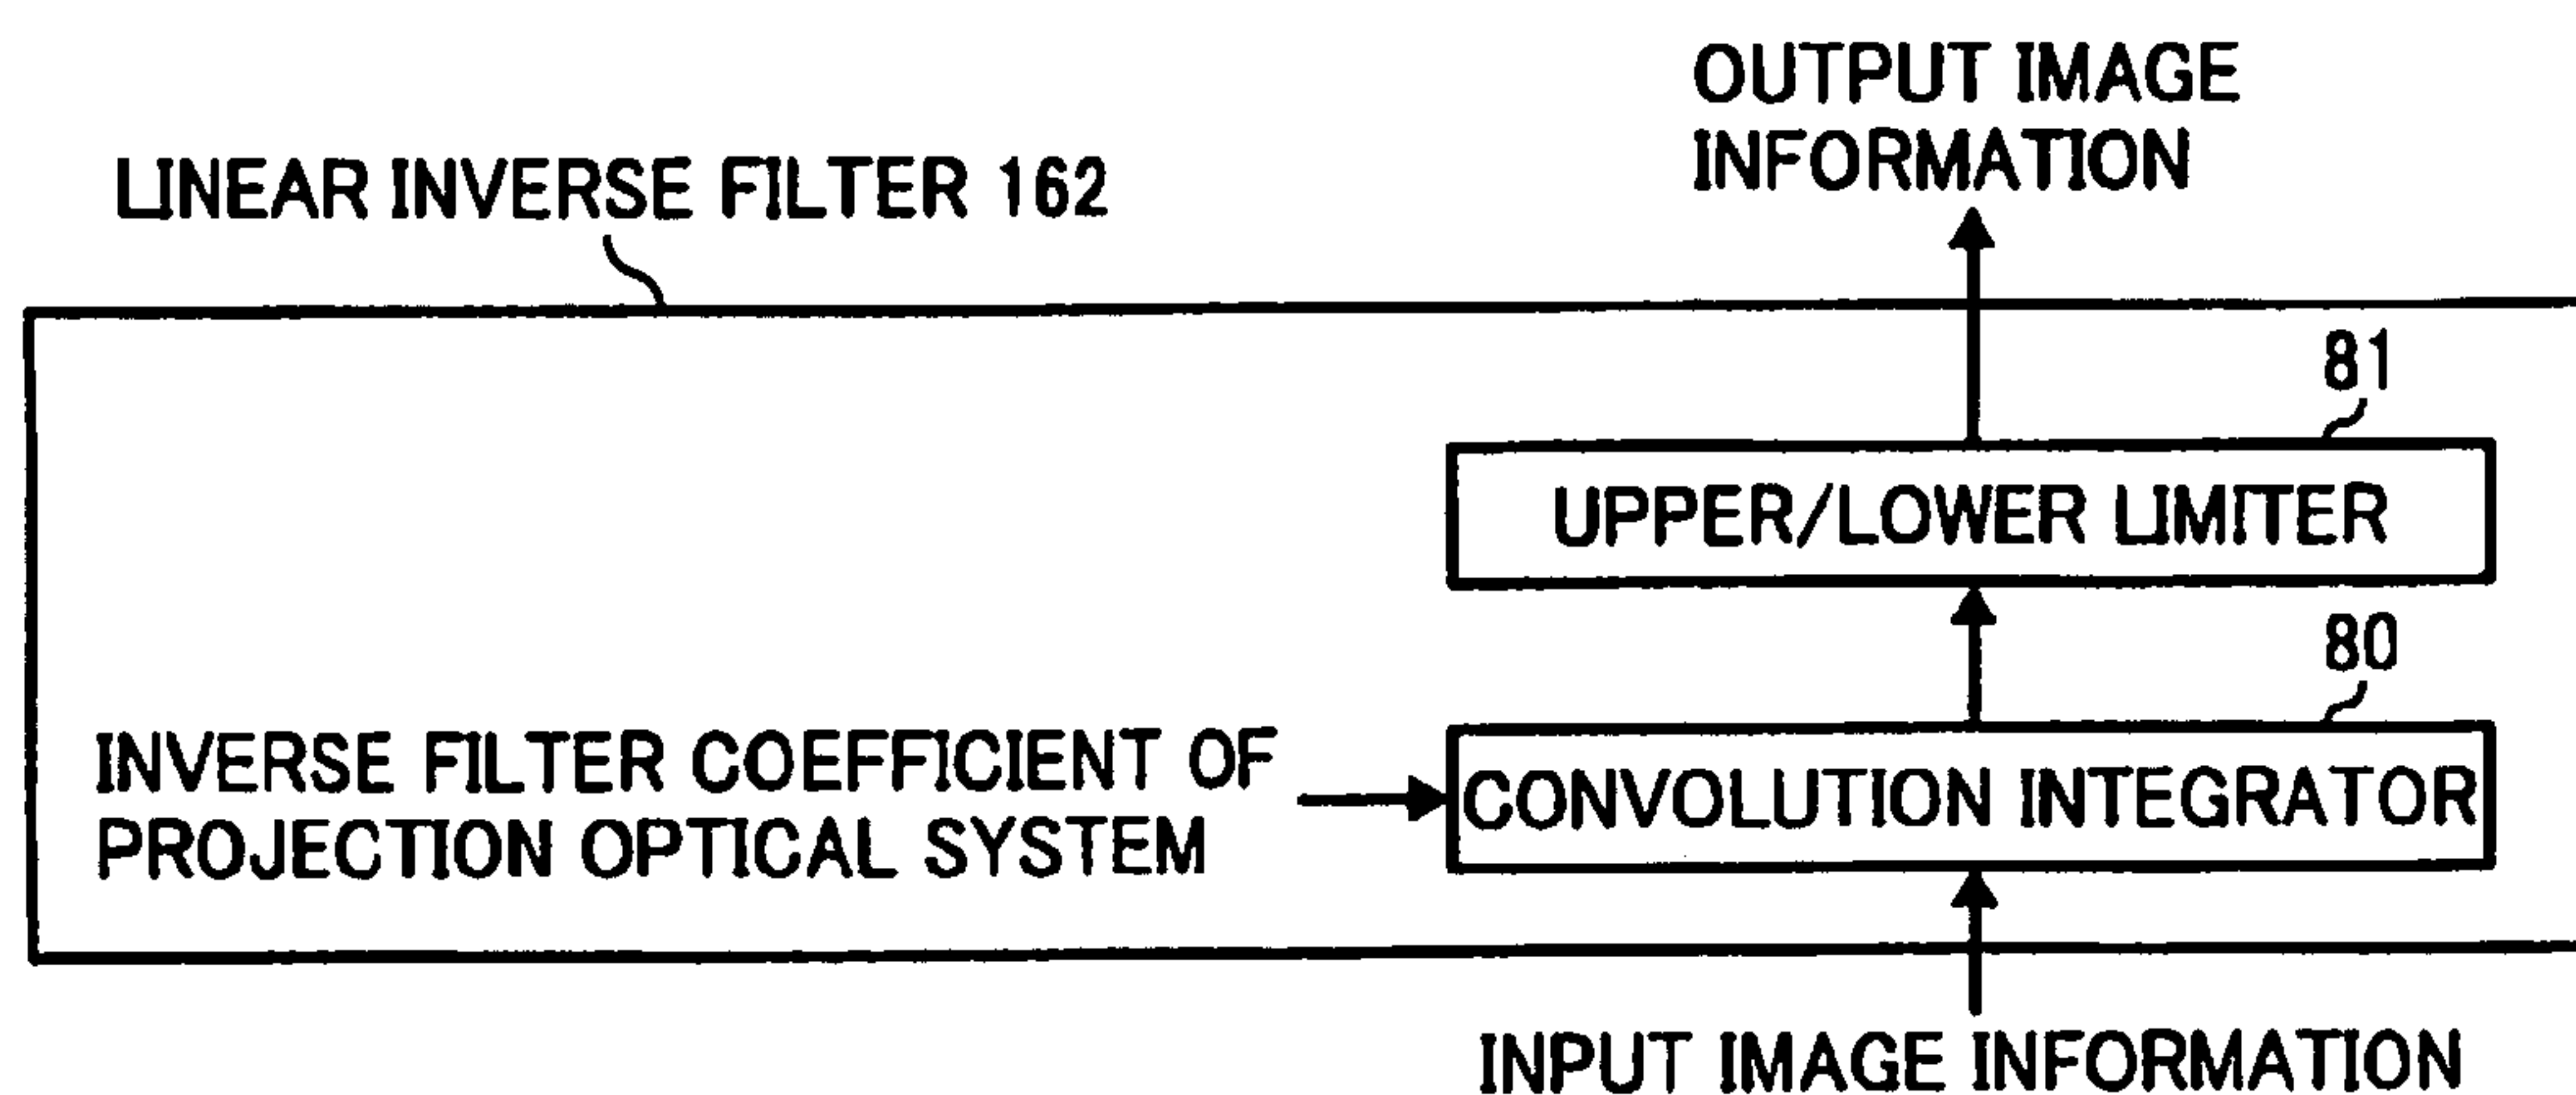 OUTPUT IMAGE
INFORMATION
LINEAR INVERSE FILTER 162
81
UPPER/LOWER LIMITER
80
INVERSE FILTER COEFFICIENT OF
PROJECTION OPTICAL SYSTEM
CONVOLUTION INTEGRATOR
INPUT IMAGE INFORMATION